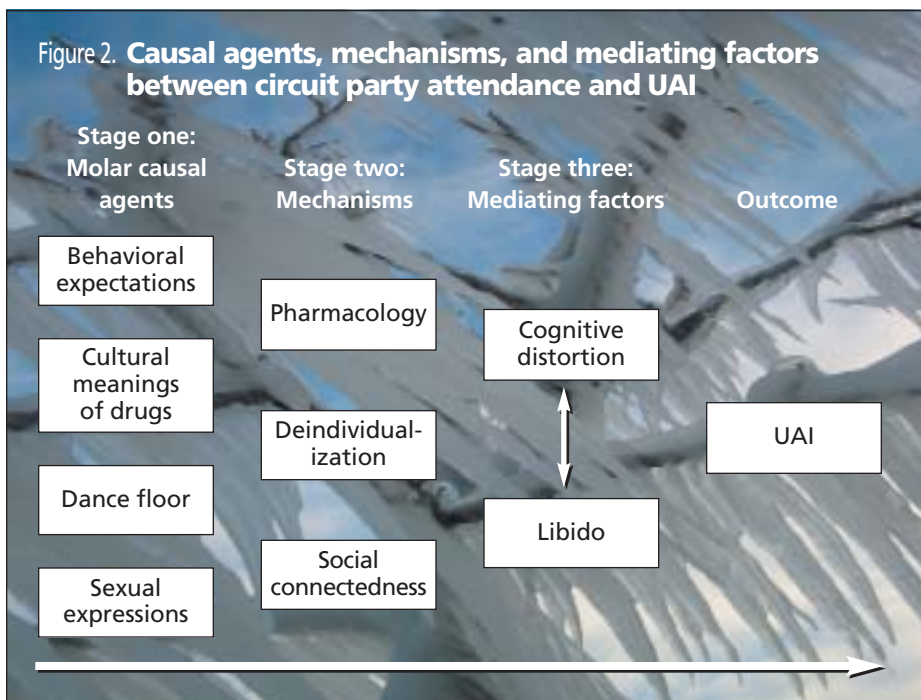 Figure 2. Causal agents, mechanisms, and mediating factors
between circuit party attendance and UAI
Stage one:
Molar causal
agents
Behavioral
expectations
Cultural
meanings
of drugs
Dance floor
Sexual
expressions
Stage two:
Mechanisms
Pharmacology
Deindividual-
ization
Social
connectedness
Stage three:
Mediating factors
Cognitive
distortion
Libido
Outcome
UAI